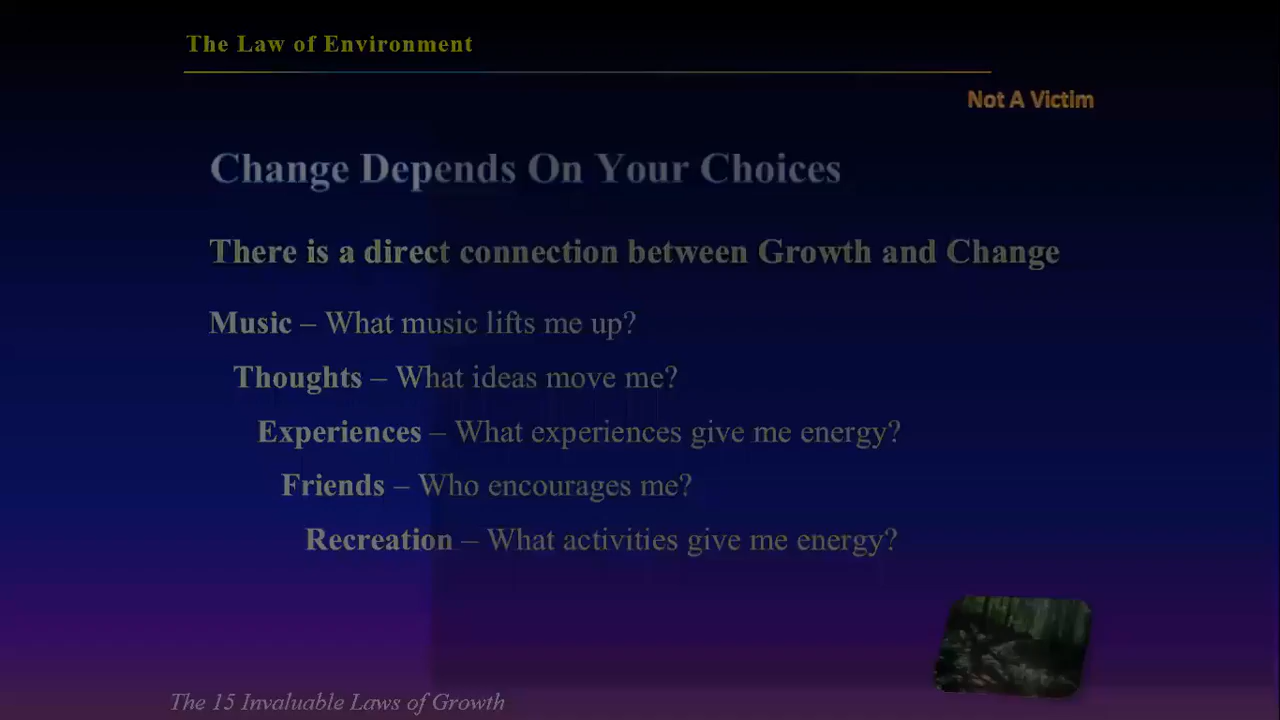 The Law of Environment
Not A Victim
Change Depends On Your Choices
There is a direct connection between Growth and Change
Music – What music lifts me up?
Thoughts – What ideas move me?
Experiences – What experiences give me energy?
Friends – Who encourages me?
Recreation – What activities give me energy?
The 15 Invaluable Laws of Growth